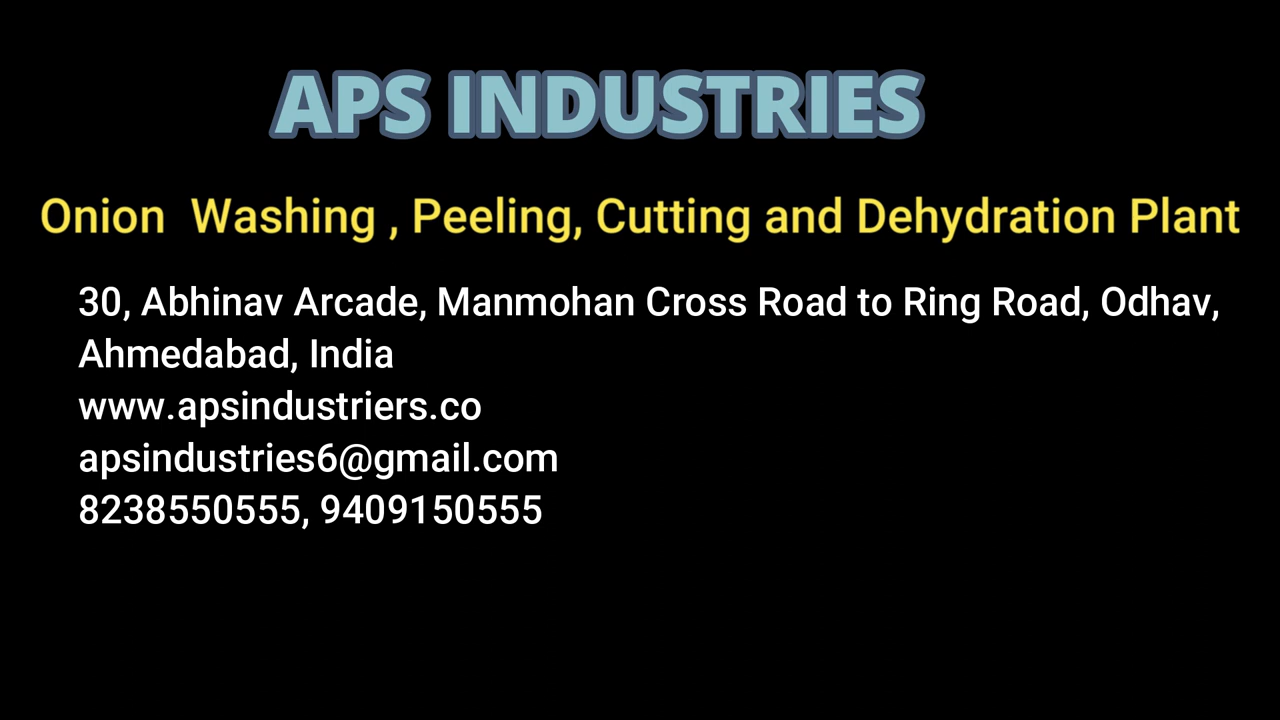 APS INDUSTRIES
Onion  Washing , Peeling, Cutting and Dehydration Plant
30, Abhinav Arcade, Manmohan Cross Road to Ring Road, Odhav,
Ahmedabad, India
www.apsindustriers.co
apsindustries6@gmail.com
8238550555, 9409150555